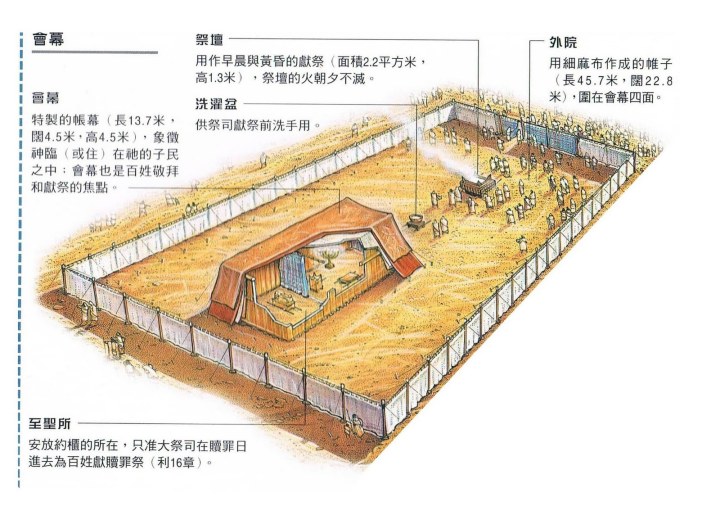 會幕
會幕
特製的帳幕（長13.7米，
闊4.5米，高4.5米），象徵
神臨（或住）在祂的子民
之中；會幕也是百姓敬拜
和獻祭的焦點。
祭壇
用作早晨與黃昏的獻祭（面積2.2平方米，
高1.3米），祭壇的火朝夕不滅。
洗濯盆
供祭司獻祭前洗手用。
外院
用細麻布作成的帷子
（長45.7米，闊22.8
米），圍在會幕四面。
至聖所
安放約櫃的所在，只准大祭司在贖罪日
進去為百姓獻贖罪祭（利16章）。